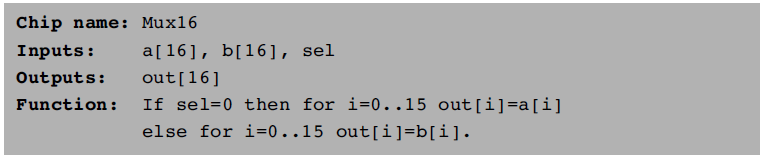 Chip name: Mux16
Inputs: a[16], b[16], sel
Outputs: out[16]
Function: If sel=0 then for i=0..15 out[i]=a[i]
else for i=0..15 out[i]=b[i].